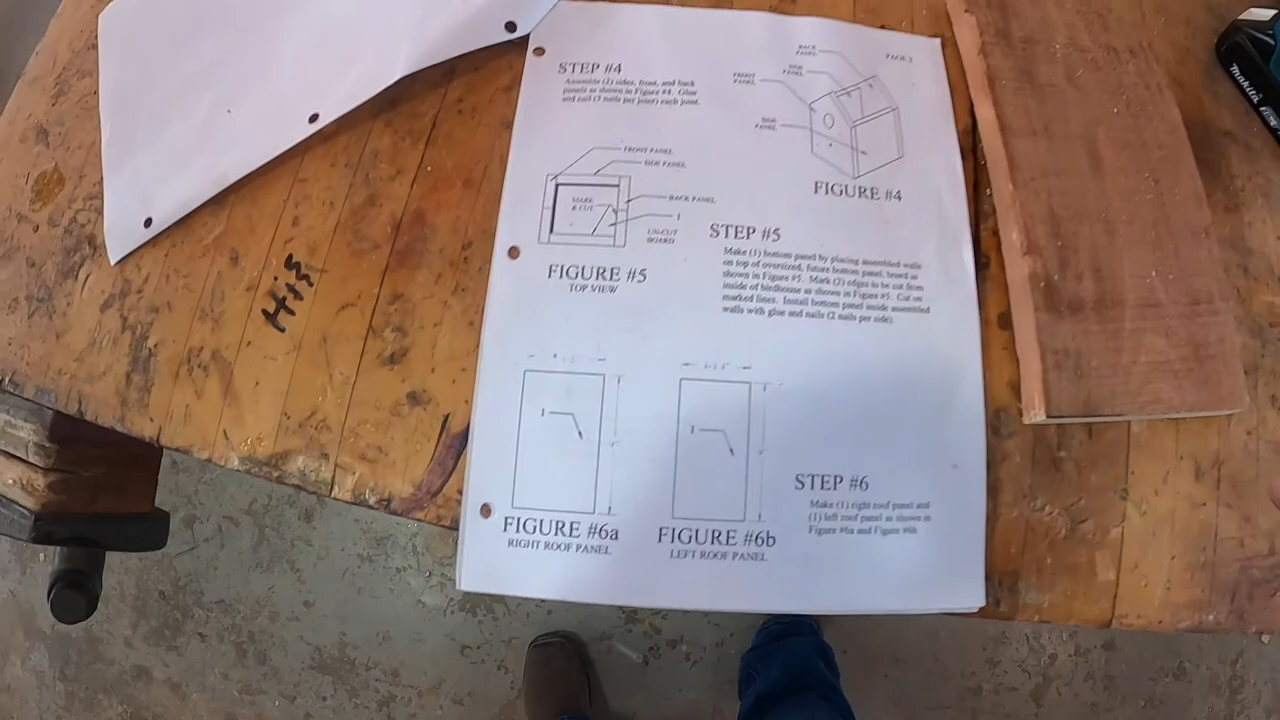 STEP #4
Assemble (2) sides, front, and back
panels as shown in Figure #4. Glue
and nail (3 nails per joint) each joint.
BACK
PANEL
PAGE 2
SIDE
PANEL
FRONT
PANEL
SIDE
PANEL
FIGURE #4
FRONT PANEL
SIDE PANEL
BACK PANEL
MARK
& CUT
UN-CUT
BOARD
FIGURE #5
TOP VIEW
STEP #5
Make (1) bottom panel by placing assembled walls
on top of oversized, future bottom panel, board as
shown in Figure #5. Mark (2) edges to be cut from
inside of birdhouse as shown in Figure #5. Cut on
marked lines. Install bottom panel inside assembled
walls with glue and nails (2 nails per side).
FIGURE #6a
RIGHT ROOF PANEL
FIGURE #6b
LEFT ROOF PANEL
STEP #6
Make (1) right roof panel and
(1) left roof panel as shown in
Figure #6a and Figure #6b
makita